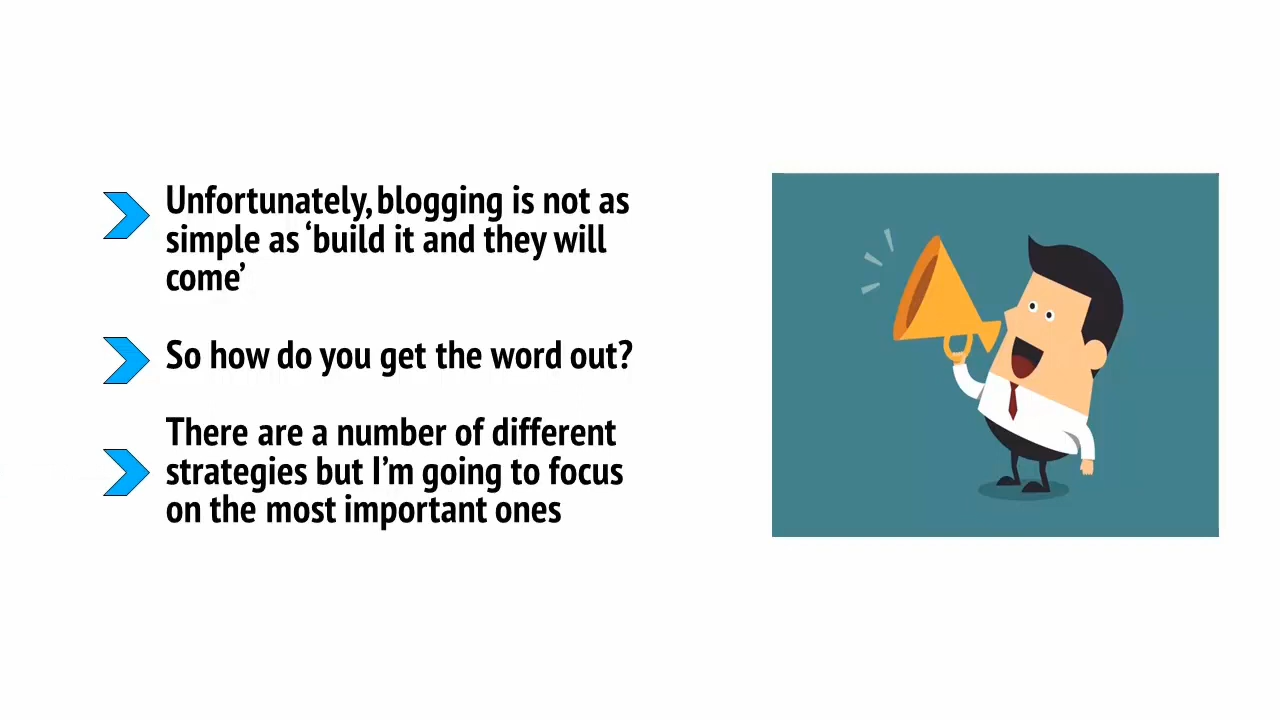 Unfortunately, blogging is not as
simple as ‘build it and they will
come’
So how do you get the word out?
There are a number of different
strategies but I’m going to focus
on the most important ones